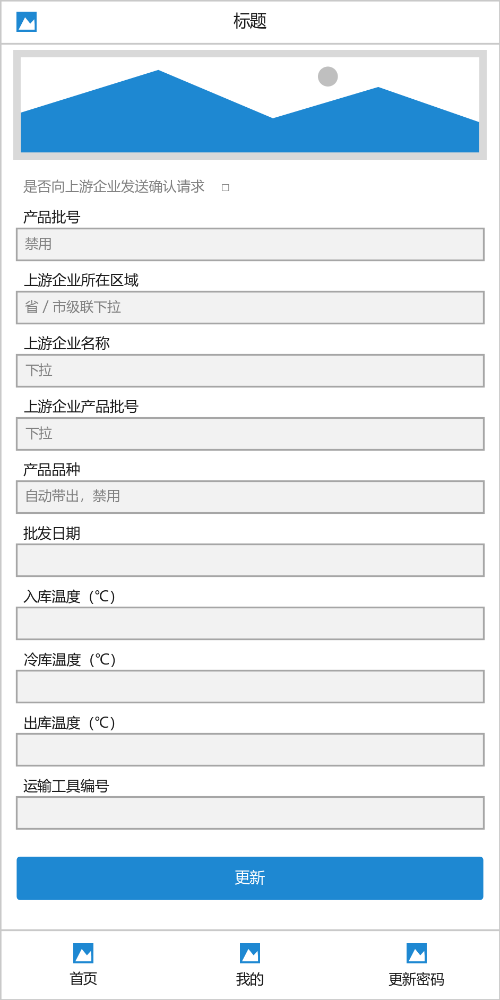 标题
是否向上游企业发送确认请求 □
产品批号
禁用
上游企业所在区域
省 / 市级联下拉
上游企业名称
下拉
上游企业产品批号
下拉
产品品种
自动带出，禁用
批发日期
入库温度（℃）
冷库温度（℃）
出库温度（℃）
运输工具编号
更新
首页 我的 更新密码